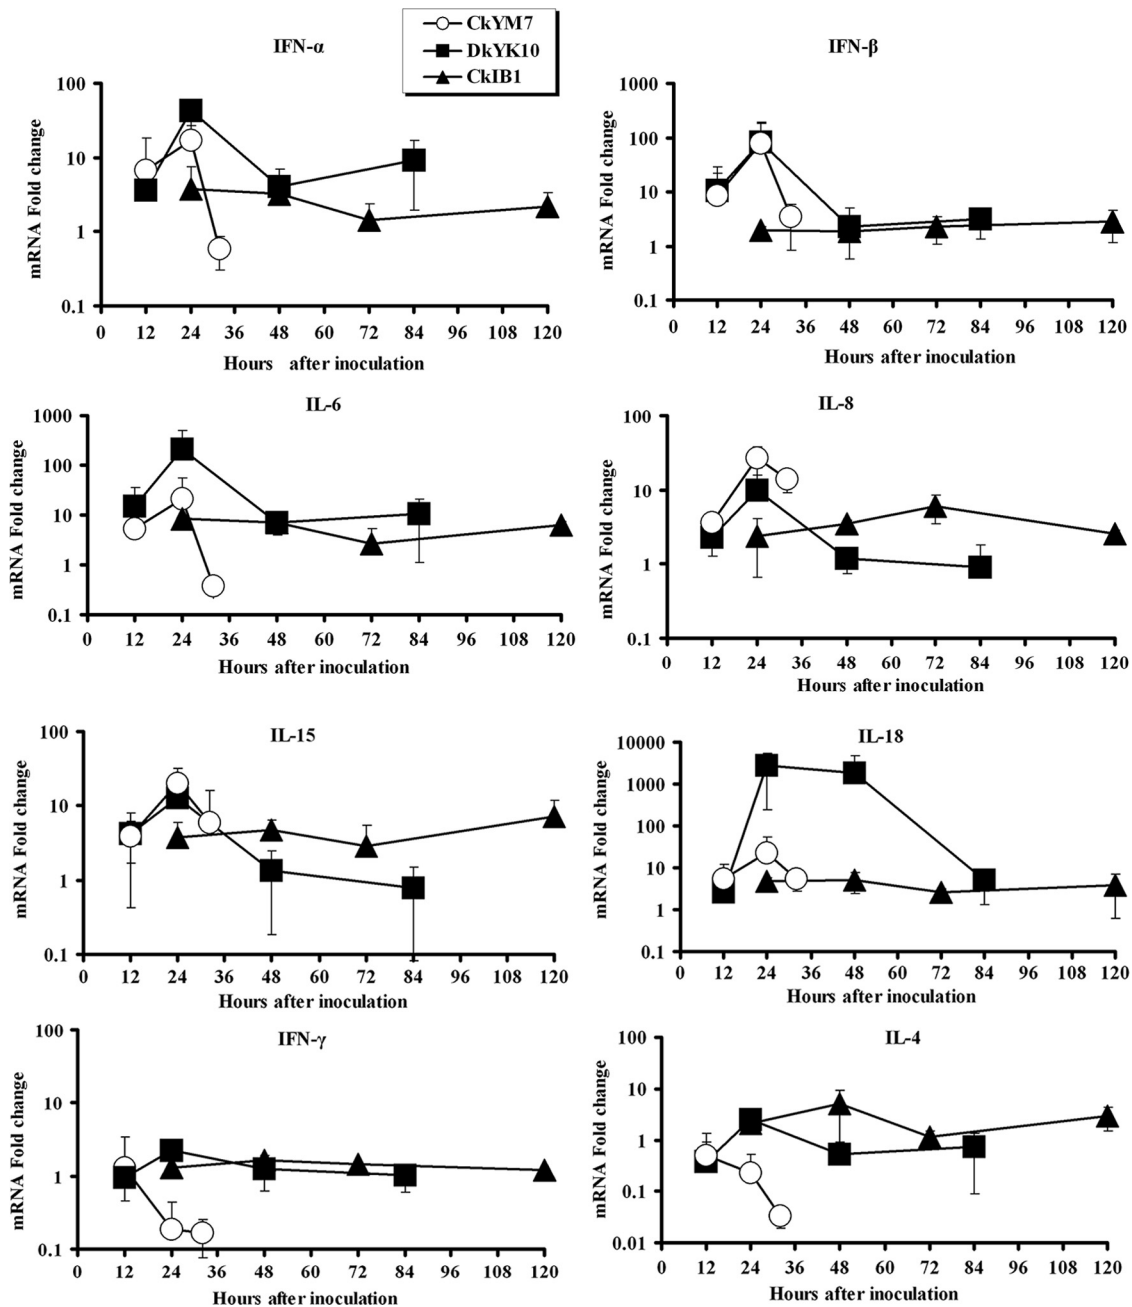 CkYM7
DkYK10
CkIB1
IFN-α
mRNA Fold change
100
10
1
0.1
0 12 24 36 48 60 72 84 96 108 120
Hours after inoculation
IFN-β
mRNA Fold change
1000
100
10
1
0.1
0 12 24 36 48 60 72 84 96 108 120
Hours after inoculation
IL-6
mRNA Fold change
1000
100
10
1
0.1
0 12 24 36 48 60 72 84 96 108 120
Hours after inoculation
IL-8
mRNA Fold change
100
10
1
0.1
0 12 24 36 48 60 72 84 96 108 120
Hours after inoculation
IL-15
mRNA Fold change
100
10
1
0.1
0 12 24 36 48 60 72 84 96 108 120
Hours after inoculation
IL-18
mRNA Fold change
10000
1000
100
10
1
0.1
0 12 24 36 48 60 72 84 96 108 120
Hours after inoculation
IFN-γ
mRNA Fold change
100
10
1
0.1
0 12 24 36 48 60 72 84 96 108 120
Hours after inoculation
IL-4
mRNA Fold change
100
10
1
0.1
0.01
0 12 24 36 48 60 72 84 96 108 120
Hours after inoculation